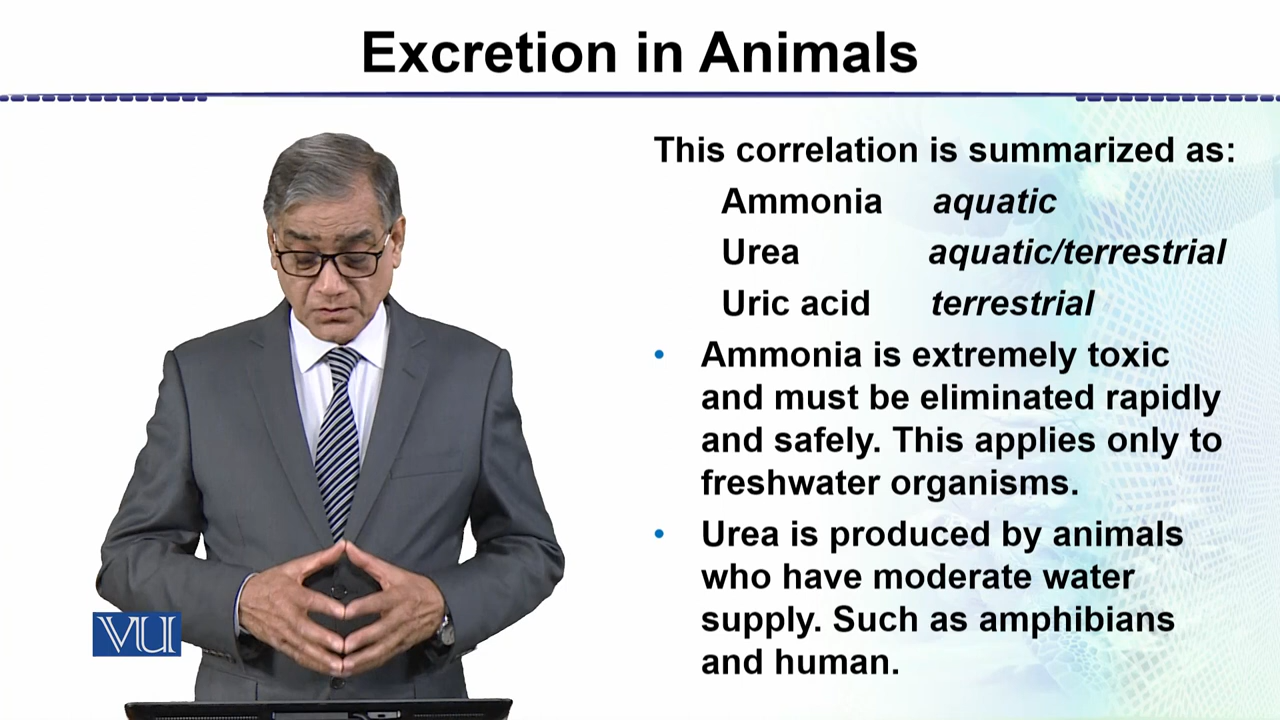 Excretion in Animals
This correlation is summarized as:
Ammonia aquatic
Urea aquatic/terrestrial
Uric acid terrestrial
• Ammonia is extremely toxic
and must be eliminated rapidly
and safely. This applies only to
freshwater organisms.
• Urea is produced by animals
who have moderate water
supply. Such as amphibians
and human.
VU